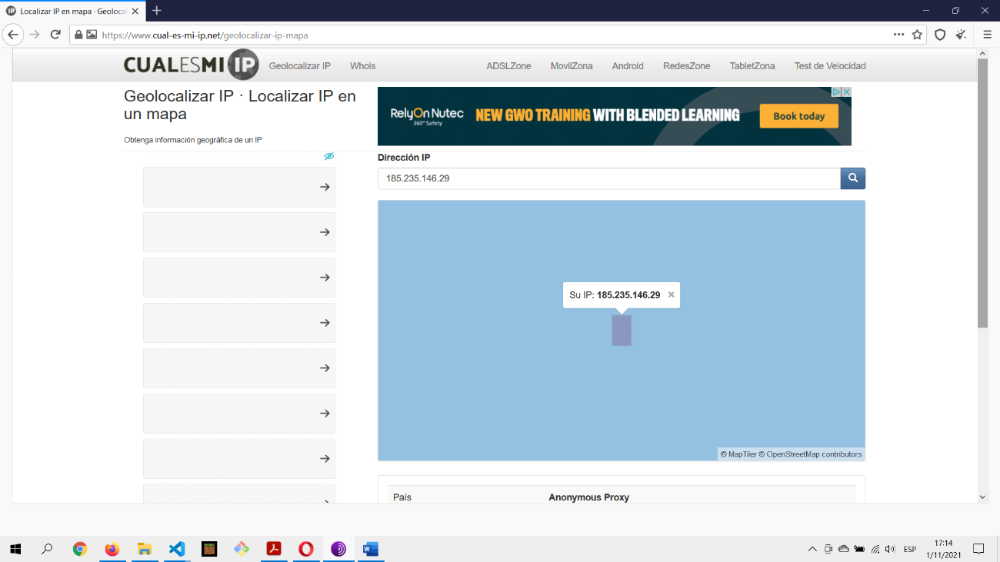 Localizar IP en mapa · Geoloca
https://www.cual-es-mi-ip.net/geolocalizar-ip-mapa
CUALESMI IP
Geolocalizar IP
Whois
ADSLZone
MovilZona
Android
RedesZone
TabletZona
Test de Velocidad
Geolocalizar IP · Localizar IP en
un mapa
Obtenga información geográfica de un IP
RelyOn Nutec
360° Safety
NEW GWO TRAINING WITH BLENDED LEARNING
Book today
Dirección IP
185.235.146.29
Su IP: 185.235.146.29
© MapTiler © OpenStreetMap contributors
País
Anonymous Proxy
ESP
17:14
1/11/2021